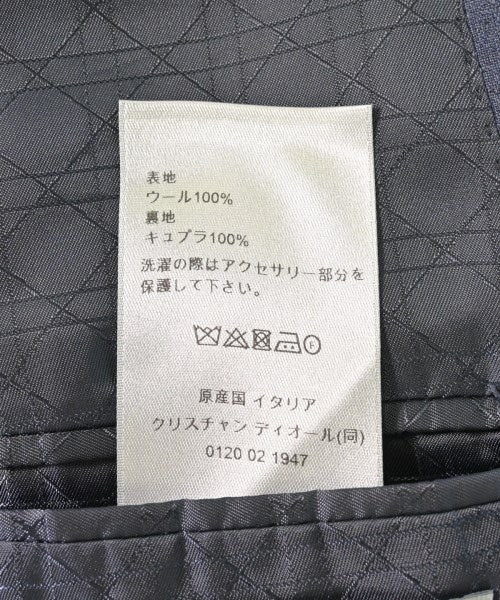 表地
ウール100%
裏地
キュプラ100%
洗濯の際はアクセサリー部分を
保護して下さい。
F
原産国 イタリア
クリスチャン ディオール(同)
0120 02 1947